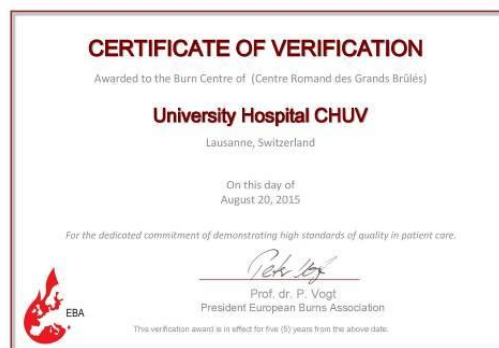 CERTIFICATE OF VERIFICATION
Awarded to the Burn Centre of (Centre Romand des Grands Brûlés)
University Hospital CHUV
Lausanne, Switzerland
On this day of
August 20, 2015
For the dedicated commitment of demonstrating high standards of quality in patient care.
Peter Vogt
Prof. dr. P. Vogt
President European Burns Association
EBA
This verification award is in effect for five (5) years from the above date.